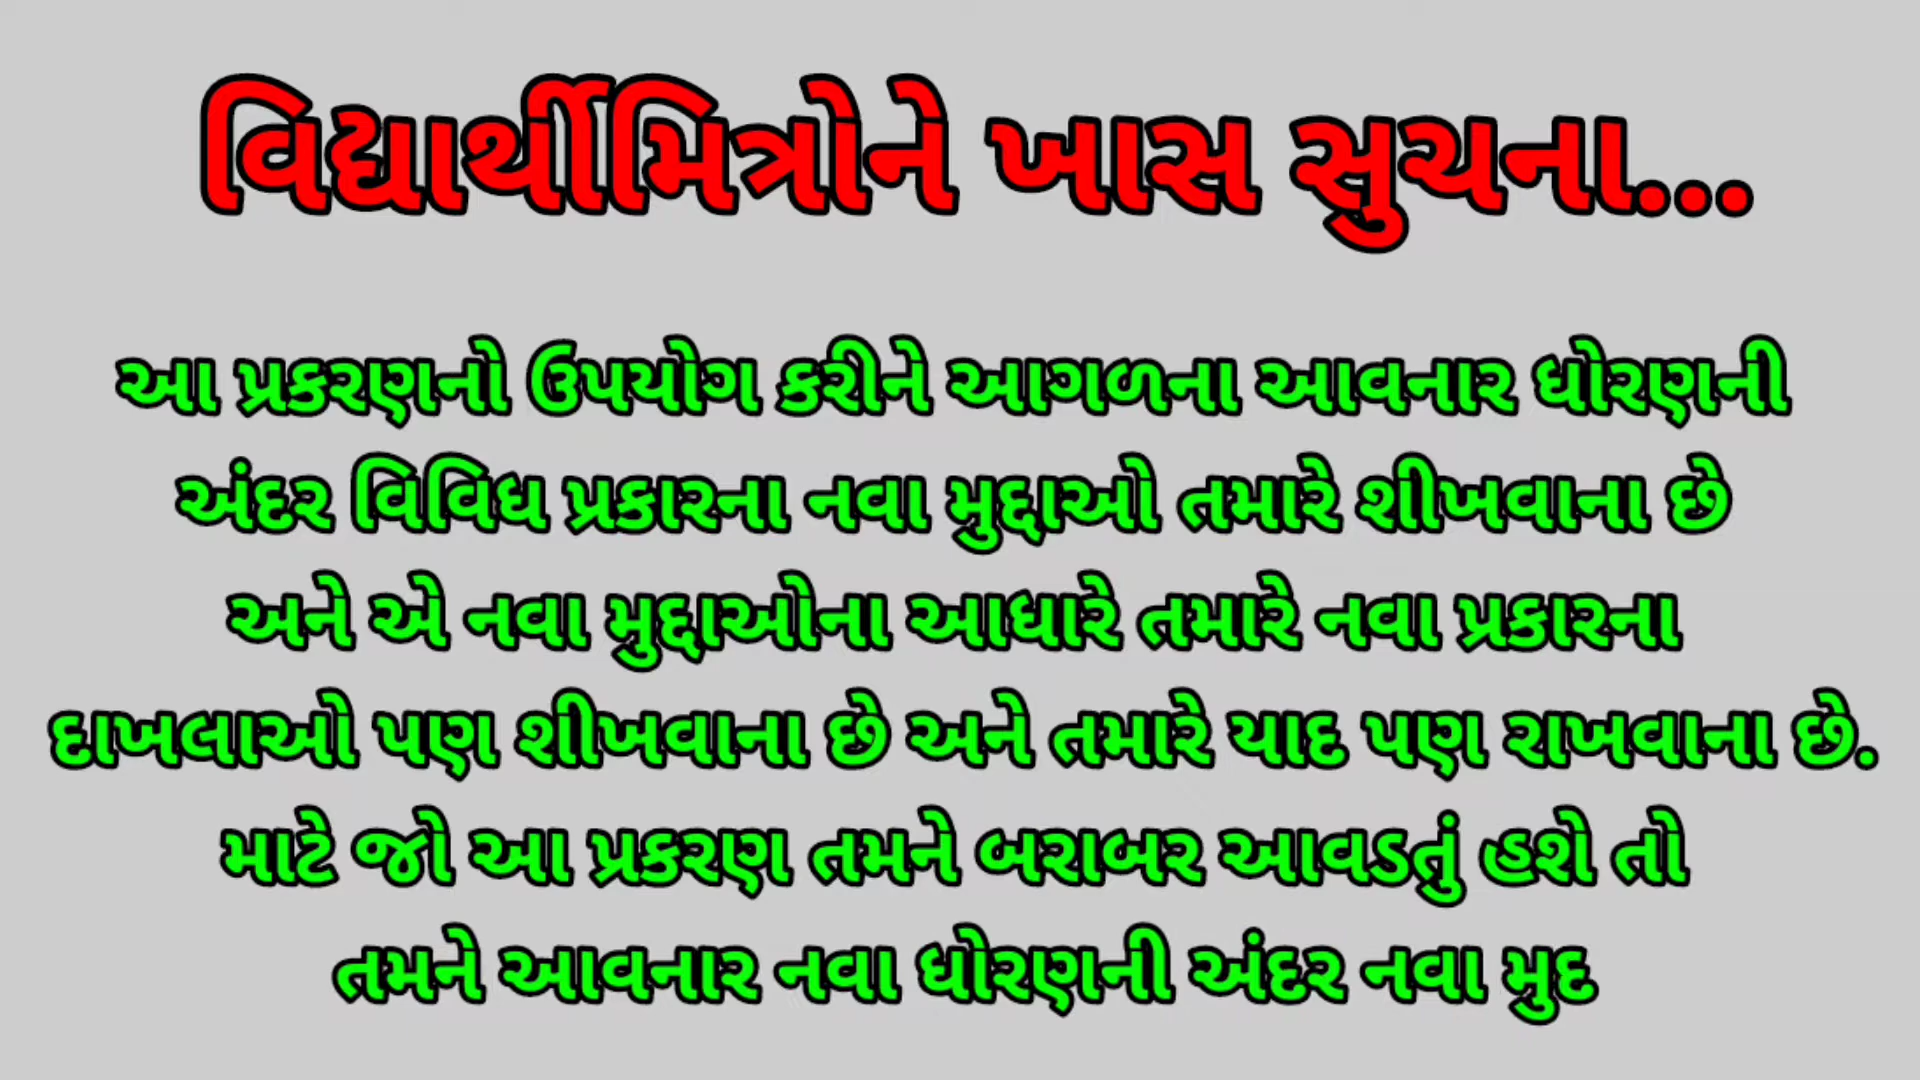 વિદ્યાર્થીમિત્રોને ખાસ સુચના...
આ પ્રકરણનો ઉપયોગ કરીને આગળના આવનાર ધોરણની
અંદર વિવિધ પ્રકારના નવા મુદ્દાઓ તમારે શીખવાના છે
અને એ નવા મુદ્દાઓના આધારે તમારે નવા પ્રકારના
દાખલાઓ પણ શીખવાના છે અને તમારે યાદ પણ રાખવાના છે.
માટે જો આ પ્રકરણ તમને બરાબર આવડતું હશે તો
તમને આવનાર નવા ધોરણની અંદર નવા મુદ